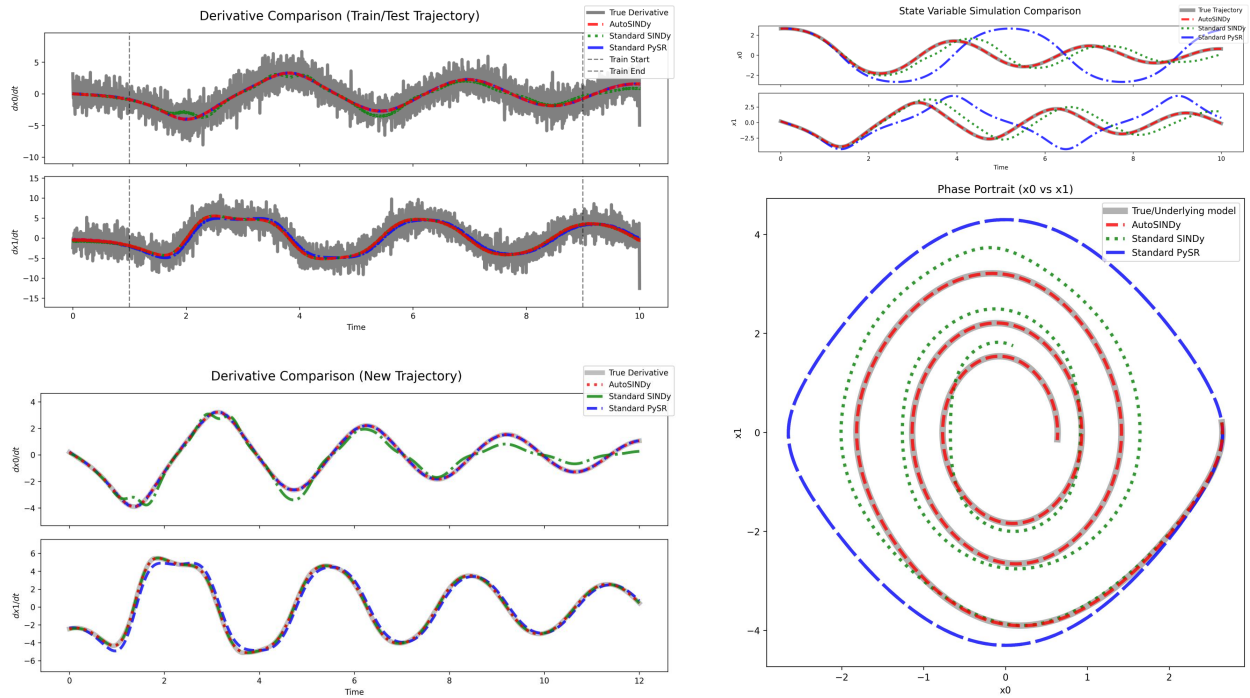 Derivative Comparison (Train/Test Trajectory)
True Derivative
AutoSINDy
Standard SINDy
Standard PySR
Train Start
Train End
dx0/dt
5
0
−5
−10
dx1/dt
15
10
5
0
−5
−10
−15
0 2 4 6 8 10
Time
Derivative Comparison (New Trajectory)
True Derivative
AutoSINDy
Standard SINDy
Standard PySR
dx0/dt
4
2
0
−2
−4
dx1/dt
6
4
2
0
−2
−4
−6
0 2 4 6 8 10 12
Time
State Variable Simulation Comparison
True Trajectory
AutoSINDy
Standard SINDy
Standard PySR
x0
2
0
−2
x1
2.5
0.0
−2.5
0 2 4 6 8 10
Time
Phase Portrait (x0 vs x1)
True/Underlying model
AutoSINDy
Standard SINDy
Standard PySR
x1
4
2
0
−2
−4
−2 −1 0 1 2
x0